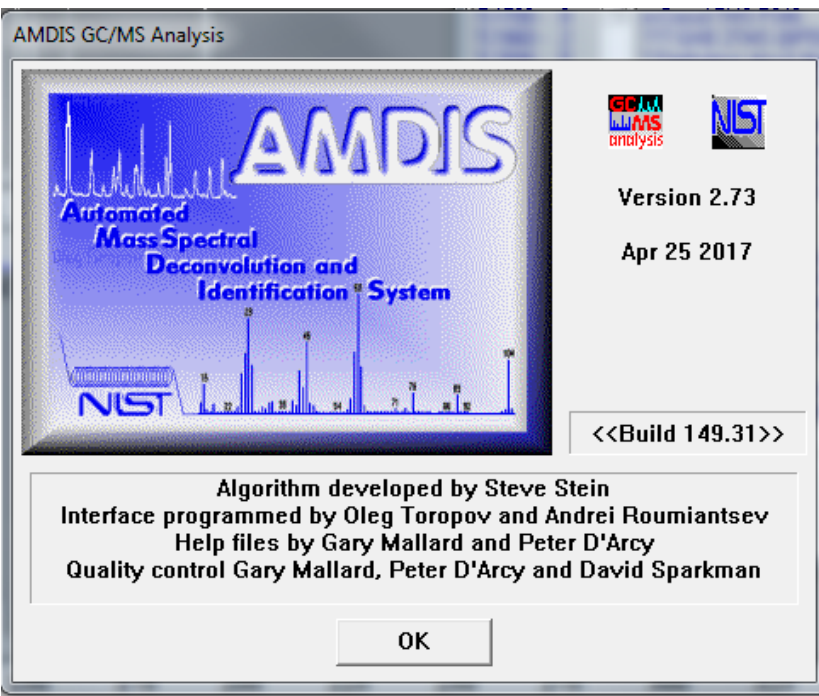 AMDIS GC/MS Analysis
AMDIS
Automated
Mass Spectral
Deconvolution and
Identification System
NIST
GC
MS
analysis
NIST
Version 2.73
Apr 25 2017
<<Build 149.31>>
Algorithm developed by Steve Stein
Interface programmed by Oleg Toropov and Andrei Roumiantsev
Help files by Gary Mallard and Peter D'Arcy
Quality control Gary Mallard, Peter D'Arcy and David Sparkman
OK